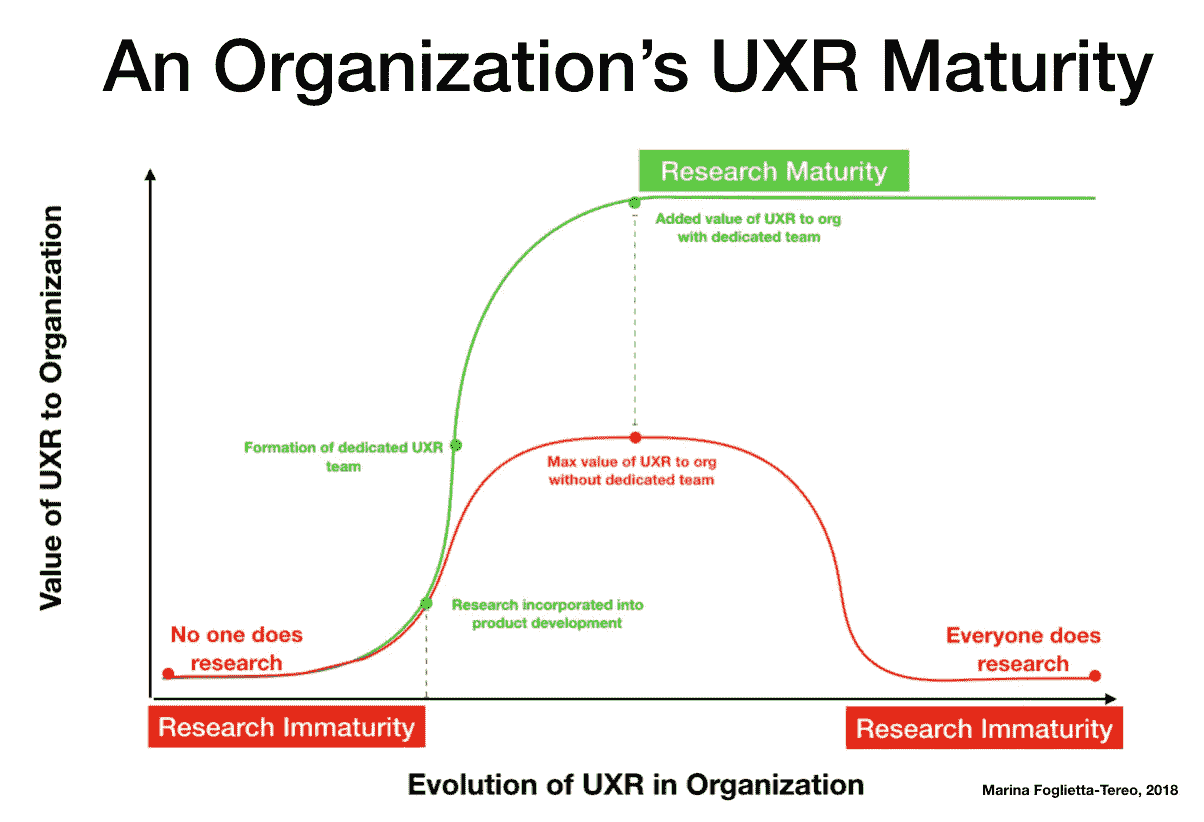 An Organization's UXR Maturity
Research Maturity
Added value of UXR to org
with dedicated team
Value of UXR to Organization
Formation of dedicated UXR
team
Max value of UXR to org
without dedicated team
Research incorporated into
product development
No one does
research
Everyone does
research
Research Immaturity
Research Immaturity
Evolution of UXR in Organization
Marina Foglietta-Tereo, 2018